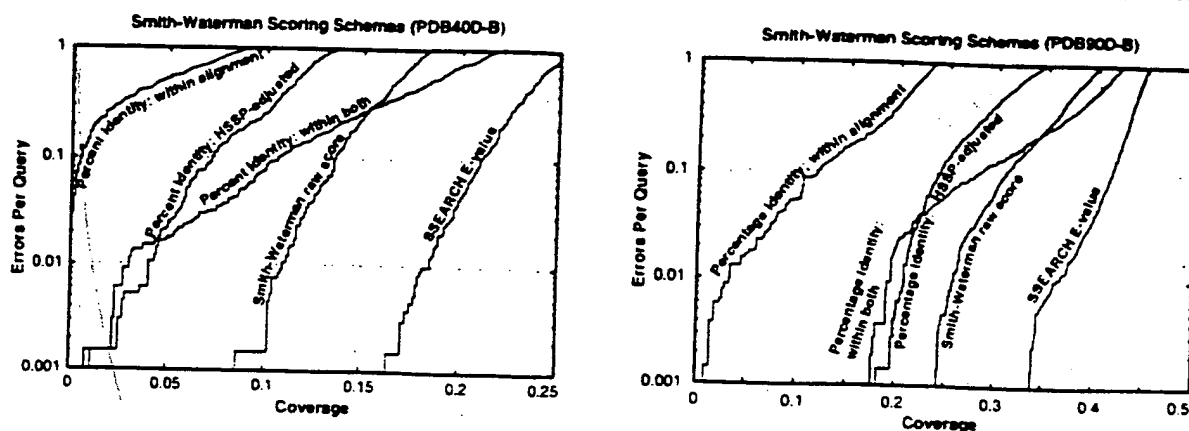 Smith-Waterman Scoring Schemes (PDB40D-B)
Errors Per Query
1
0.1
0.01
0.001
Percent Identity: within alignment
Percent Identity: HSSP-adjusted
Percent Identity: within both
Smith-Waterman raw score
SSEARCH E-value
0
0.05
0.1
0.15
0.2
0.25
Coverage
Smith-Waterman Scoring Schemes (PDB90D-B)
Errors Per Query
1
0.1
0.01
0.001
Percentage Identity: within alignment
Percentage Identity:
within both
Percentage Identity: HSSP-adjusted
Smith-Waterman raw score
SSEARCH E-value
0
0.1
0.2
0.3
0.4
0.5
Coverage